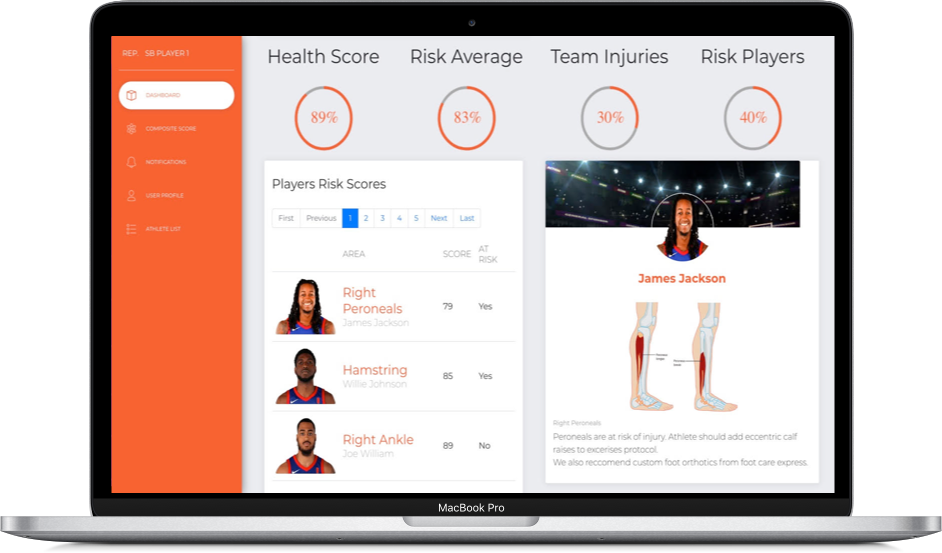 REP. SB PLAYER 1
DASHBOARD
COMPOSITE SCORE
NOTIFICATIONS
USER PROFILE
ATHLETE LIST
Health Score
Risk Average
Team Injuries
Risk Players
89%
83%
30%
40%
Players Risk Scores
First Previous 1 2 3 4 5 Next Last
AREA SCORE AT
RISK
Right
Peroneals
James Jackson
79 Yes
Hamstring
Willie Johnson
85 Yes
Right Ankle
Joe William
89 No
James Jackson
Right Peroneals
Peroneals are at risk of injury. Athlete should add eccentric calf
raises to excerises protocol.
We also reccomend custom foot orthotics from foot care express.
MacBook Pro